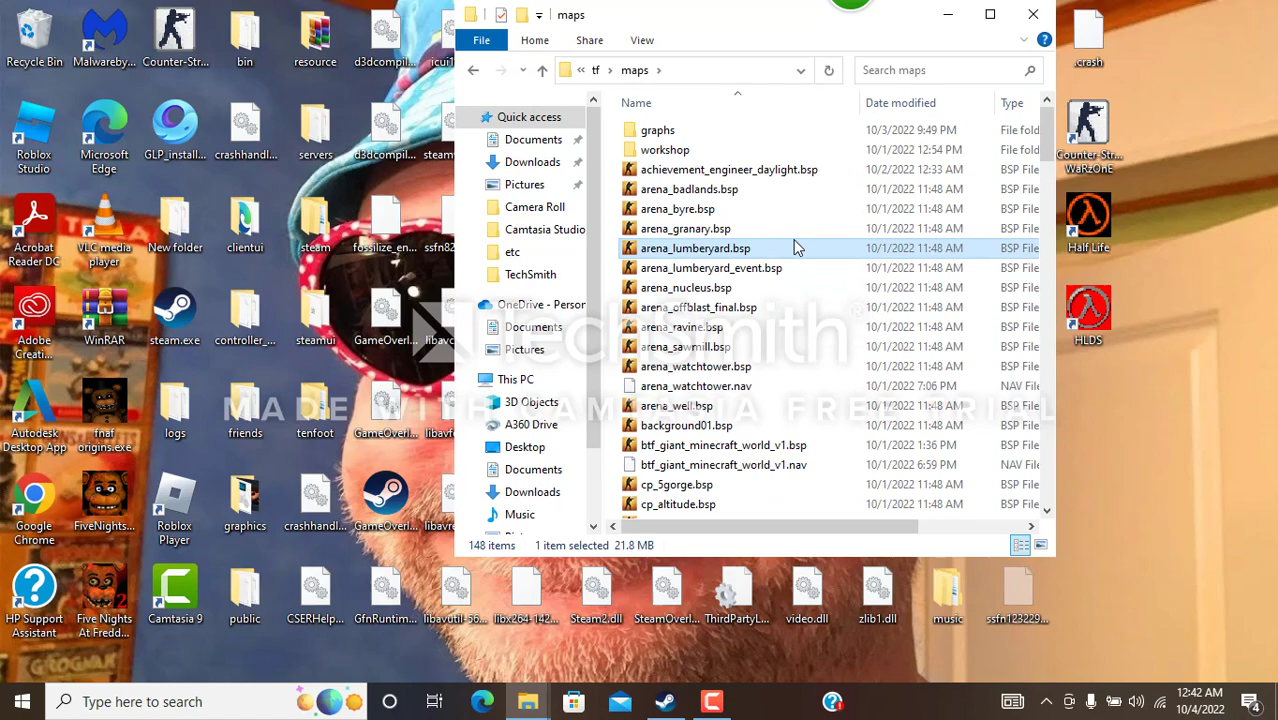 maps
File Home Share View
« tf › maps › Search maps
Name Date modified Type
Quick access
Documents
Downloads
Pictures
Camera Roll
Camtasia Studio
etc
TechSmith
OneDrive - Person
Documents
Pictures
This PC
3D Objects
A360 Drive
Desktop
Documents
Downloads
Music
graphs 10/3/2022 9:49 PM File fold
workshop 10/1/2022 12:54 PM File fold
achievement_engineer_daylight.bsp 10/2/2022 12:33 AM BSP File
arena_badlands.bsp 10/1/2022 11:48 AM BSP File
arena_byre.bsp 10/1/2022 11:48 AM BSP File
arena_granary.bsp 10/1/2022 11:48 AM BSP File
arena_lumberyard.bsp 10/1/2022 11:48 AM BSP File
arena_lumberyard_event.bsp 10/1/2022 11:48 AM BSP File
arena_nucleus.bsp 10/1/2022 11:48 AM BSP File
arena_offblast_final.bsp 10/1/2022 11:48 AM BSP File
arena_ravine.bsp 10/1/2022 11:48 AM BSP File
arena_sawmill.bsp 10/1/2022 11:48 AM BSP File
arena_watchtower.bsp 10/1/2022 11:48 AM BSP File
arena_watchtower.nav 10/1/2022 7:06 PM NAV File
arena_well.bsp 10/1/2022 11:48 AM BSP File
background01.bsp 10/1/2022 11:48 AM BSP File
btf_giant_minecraft_world_v1.bsp 10/1/2022 1:36 PM BSP File
btf_giant_minecraft_world_v1.nav 10/1/2022 6:59 PM NAV File
cp_5gorge.bsp 10/1/2022 11:48 AM BSP File
cp_altitude.bsp 10/1/2022 11:48 AM BSP File
148 items 1 item selected 21.8 MB
TechSmith
MADE WITH CAMTASIA FREE TRIAL
Recycle Bin Malwareby... Counter-Str... bin resource d3dcompil... icui1
Roblox Studio Microsoft Edge GLP_install... crashhandl... servers d3dcompil... steam
Acrobat Reader DC VLC media player New folder clientui steam fossilize_en... ssfn82
Adobe Creati... WinRAR steam.exe controller_... steamui GameOverl... libavc
Autodesk Desktop App fnaf origins.exe logs friends tenfoot GameOverl... libavf
Google Chrome FiveNights... Roblox Player graphics crashhandl... GameOverl... libavre
HP Support Assistant Five Nights At Fredd... Camtasia 9 public CSERHelp... GfnRuntim... libavutil-56... libx264-142... Steam2.dll SteamOverl... ThirdPartyL... video.dll zlib1.dll music ssfn123229...
.crash
Counter-Str... WaRzOnE
Half Life
HLDS
Type here to search
12:42 AM
10/4/2022
4